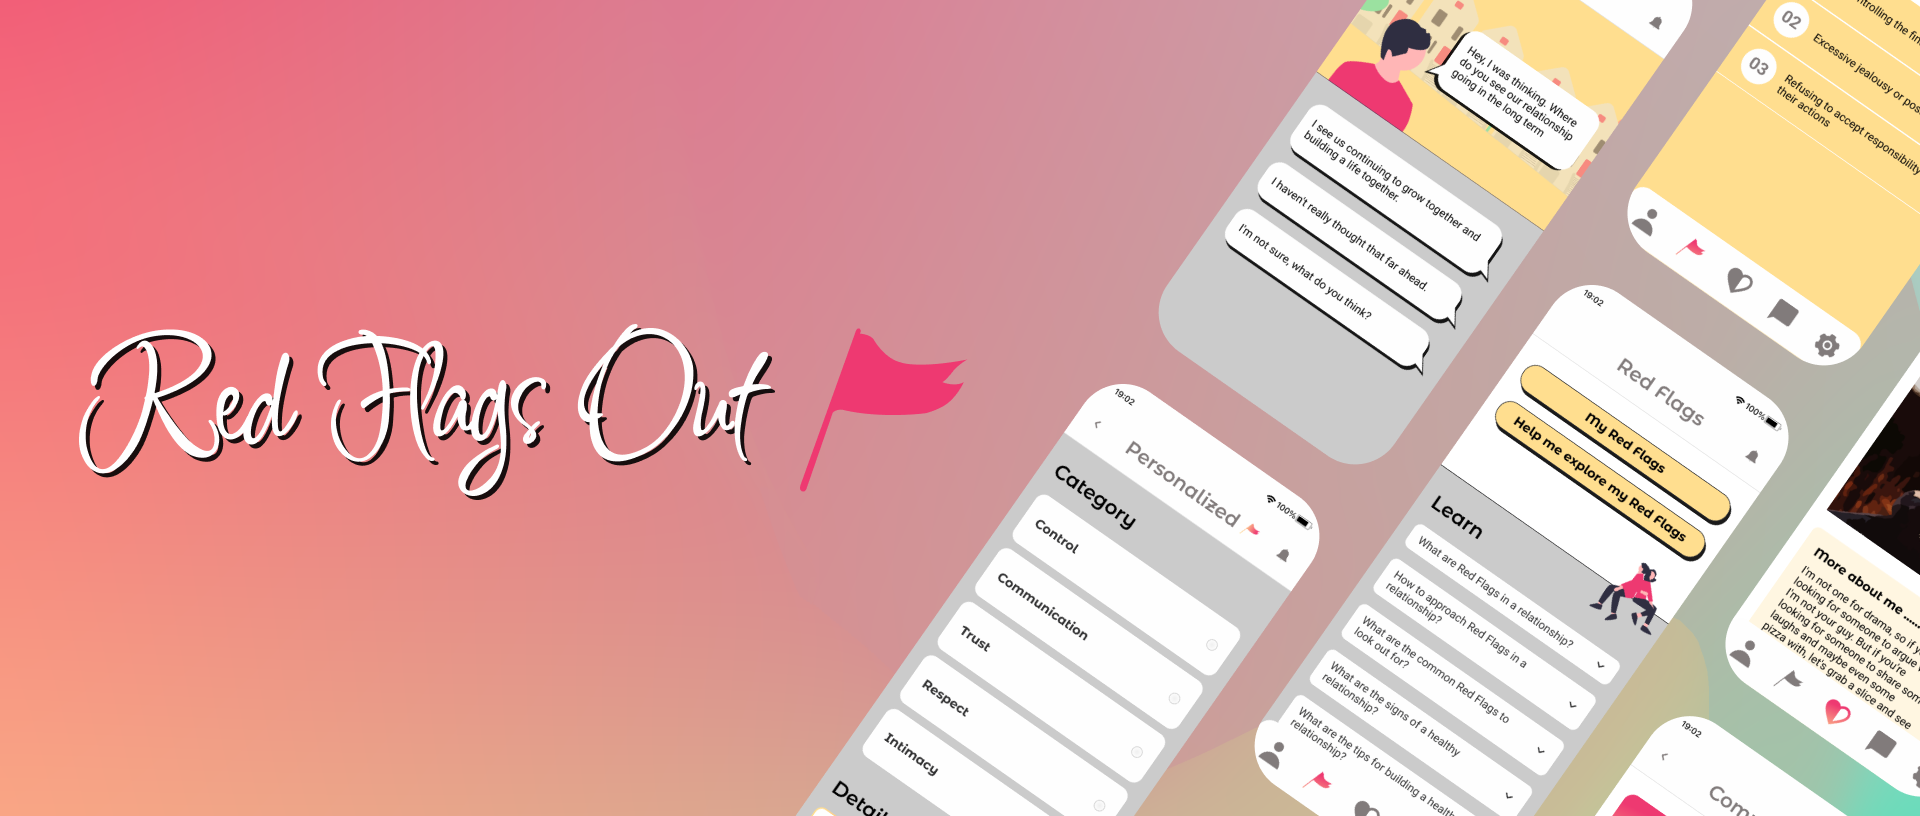 Red Flags Out
Hey, I was thinking. Where
do you see our relationship
going in the long term
I see us continuing to grow together and
building a life together.
I haven't really thought that far ahead.
I'm not sure, what do you think?
02
Excessive jealousy or
03
Refusing to accept responsibility
their actions
19:02
100%
Personalized
Category
Control
Communication
Trust
Respect
Intimacy
19:02
100%
Red Flags
My Red Flags
Help me explore my Red Flags
Learn
What are Red Flags in a relationship?
How to approach Red Flags in a
relationship?
What are the common Red Flags to
look out for?
What are the signs of a healthy
relationship?
What are the tips for building a
relationship?
More about me
I'm not one for drama, so if
looking for someone to argue
I'm not your guy. But if you're
looking for someone to share
laughs and maybe even some
pizza with, let's grab a slice and see
19:02